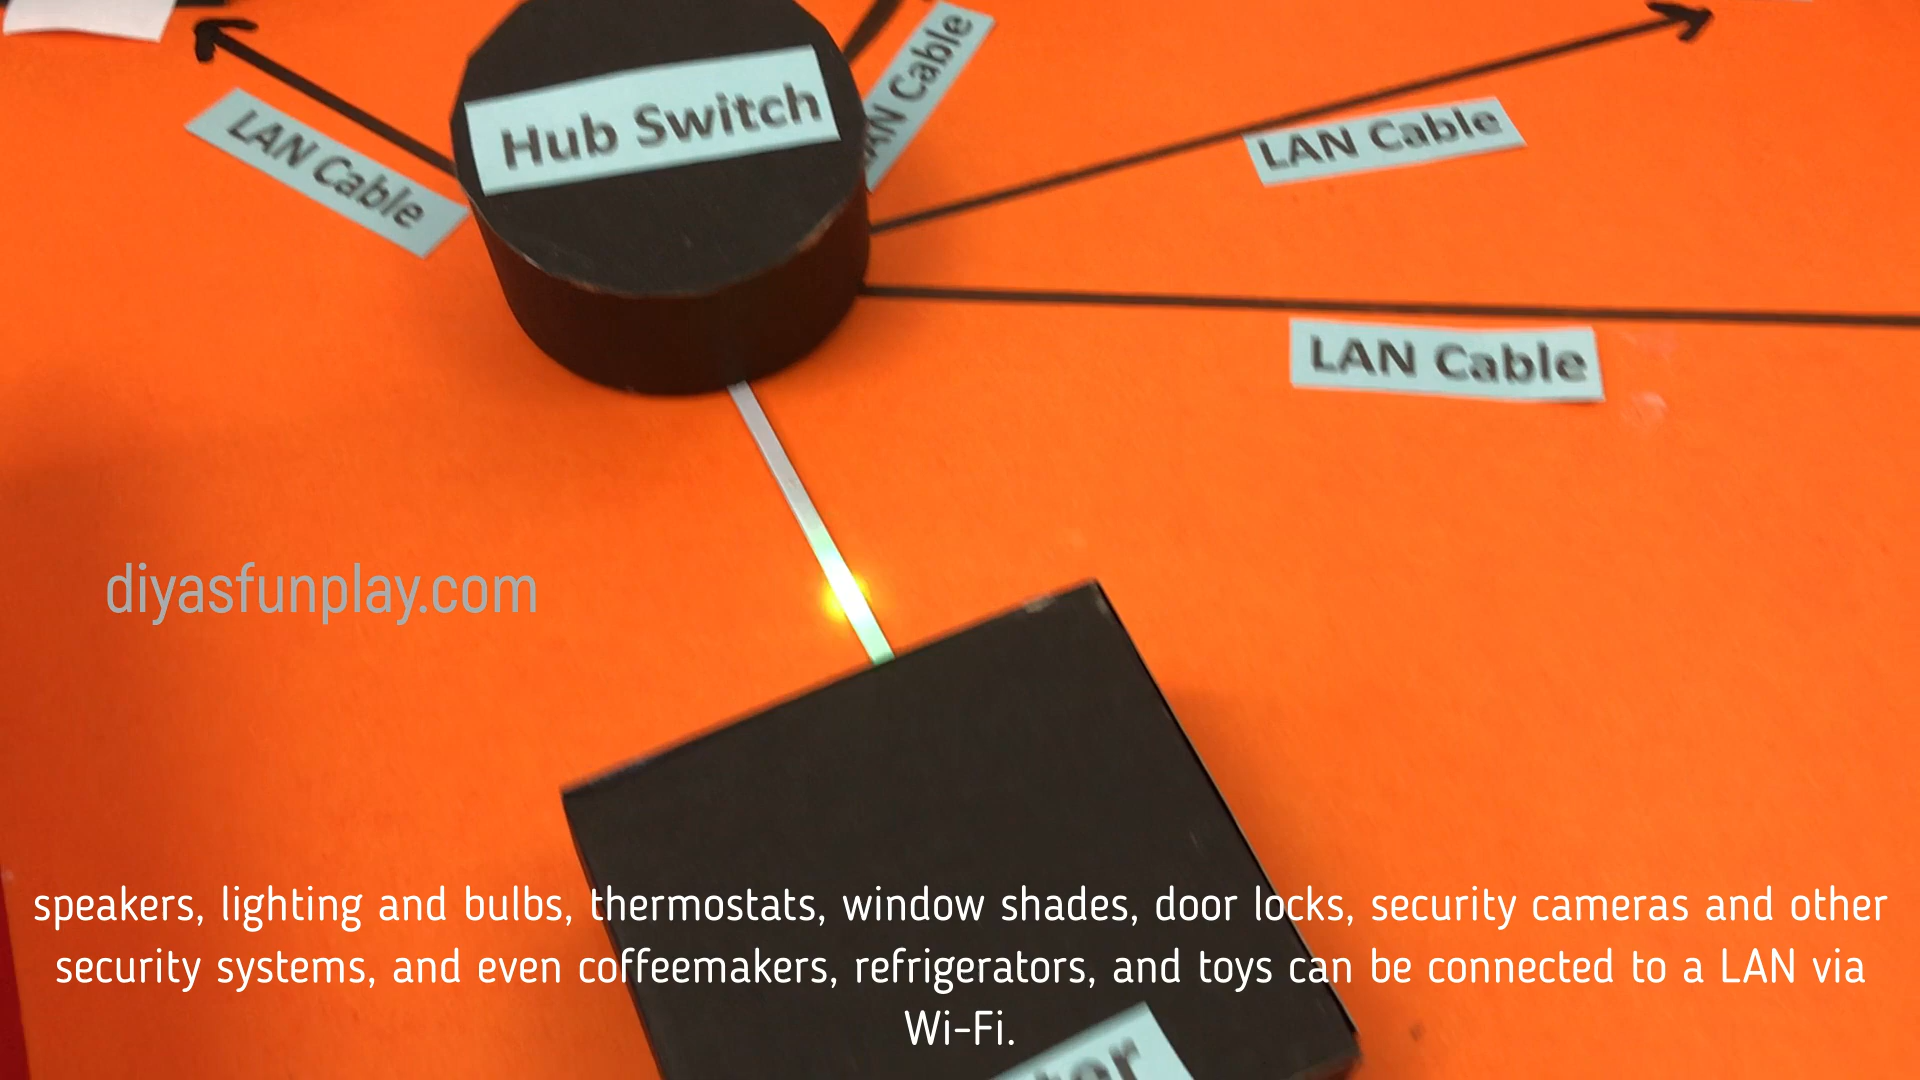 Hub Switch
LAN Cable
LAN Cable
LAN Cable
LAN Cable
diyasfunplay.com
speakers, lighting and bulbs, thermostats, window shades, door locks, security cameras and other
security systems, and even coffeemakers, refrigerators, and toys can be connected to a LAN via
Wi-Fi.